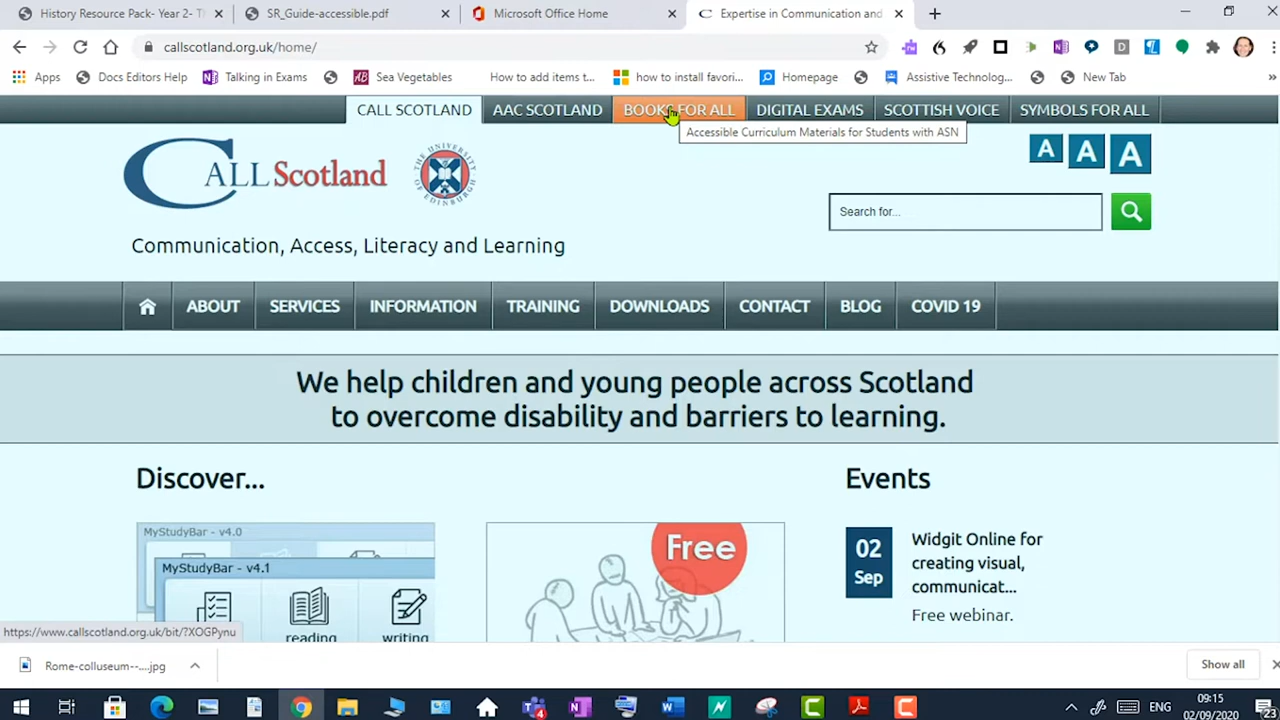 History Resource Pack- Year 2- T
SR_Guide-accessible.pdf
Microsoft Office Home
Expertise in Communication and
callscotland.org.uk/home/
Apps
Docs Editors Help
Talking in Exams
Sea Vegetables
How to add items t...
how to install favori...
Homepage
Assistive Technolog...
New Tab
CALL SCOTLAND
AAC SCOTLAND
BOOKS FOR ALL
DIGITAL EXAMS
SCOTTISH VOICE
SYMBOLS FOR ALL
Accessible Curriculum Materials for Students with ASN
CALL Scotland
THE UNIVERSITY OF EDINBURGH
A A A
Search for...
Communication, Access, Literacy and Learning
ABOUT
SERVICES
INFORMATION
TRAINING
DOWNLOADS
CONTACT
BLOG
COVID 19
We help children and young people across Scotland
to overcome disability and barriers to learning.
Discover...
Events
MyStudyBar - v4.0
MyStudyBar - v4.1
reading
writing
Free
02
Sep
Widgit Online for
creating visual,
communicat...
Free webinar.
https://www.callscotland.org.uk/bit/?XOGPynu
Rome-colluseum--....jpg
Show all
ENG
09:15
02/09/2020